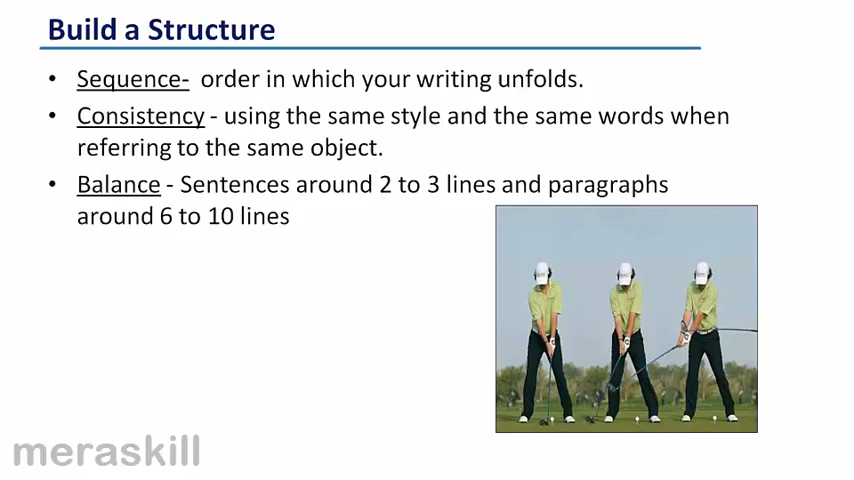 Build a Structure
• Sequence- order in which your writing unfolds.
• Consistency - using the same style and the same words when
referring to the same object.
• Balance - Sentences around 2 to 3 lines and paragraphs
around 6 to 10 lines
meraskill